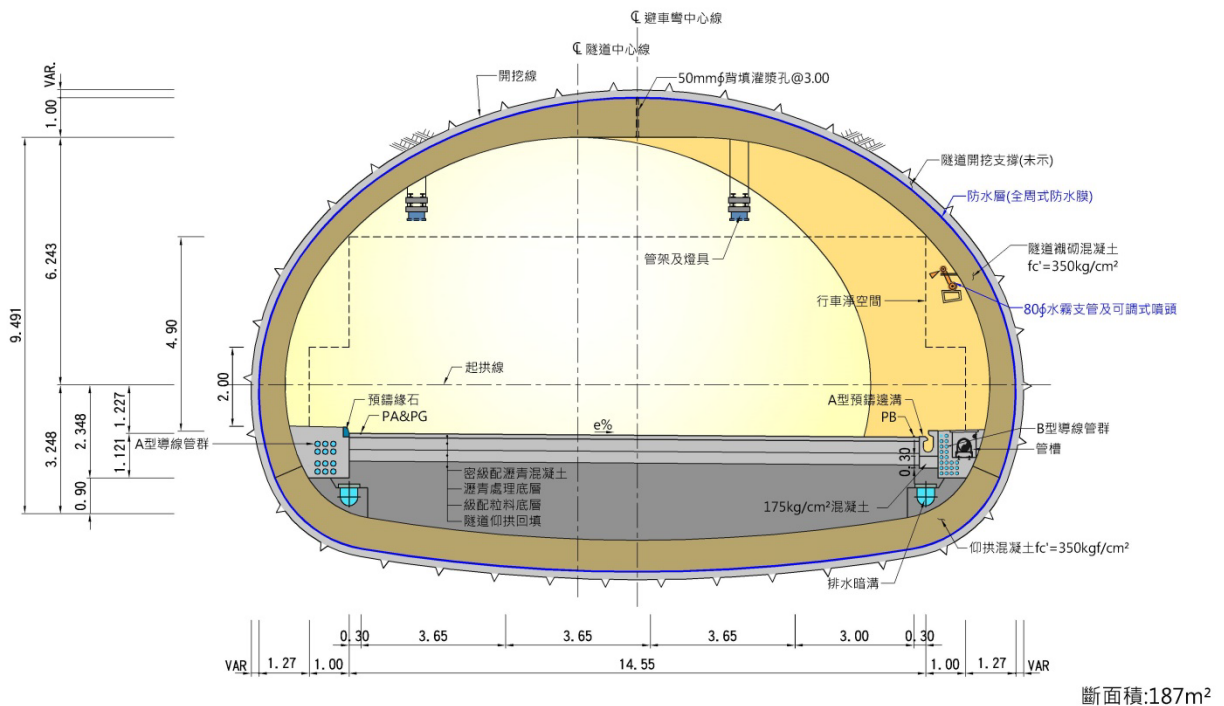 ℄ 避車彎中心線
℄ 隧道中心線
開挖線
50mmϕ背填灌漿孔@3.00
隧道開挖支撐(未示)
防水層(全周式防水膜)
管架及燈具
隧道襯砌混凝土
fc'=350kg/cm²
行車淨空間
80ϕ水霧支管及可調式噴頭
起拱線
預鑄緣石
PA&PG
e%
A型預鑄邊溝
PB
A型導線管群
B型導線管群
管槽
0.30
密級配瀝青混凝土
瀝青處理底層
級配粒料底層
隧道仰拱回填
175kg/cm²混凝土
仰拱混凝土fc'=350kgf/cm²
排水暗溝
VAR.
1.00
6.243
9.491
4.90
2.00
3.248
2.348
1.227
1.121
0.90
0.30
3.65
3.65
3.65
3.00
0.30
VAR
1.27
1.00
14.55
1.00
1.27
VAR
斷面積:187m²